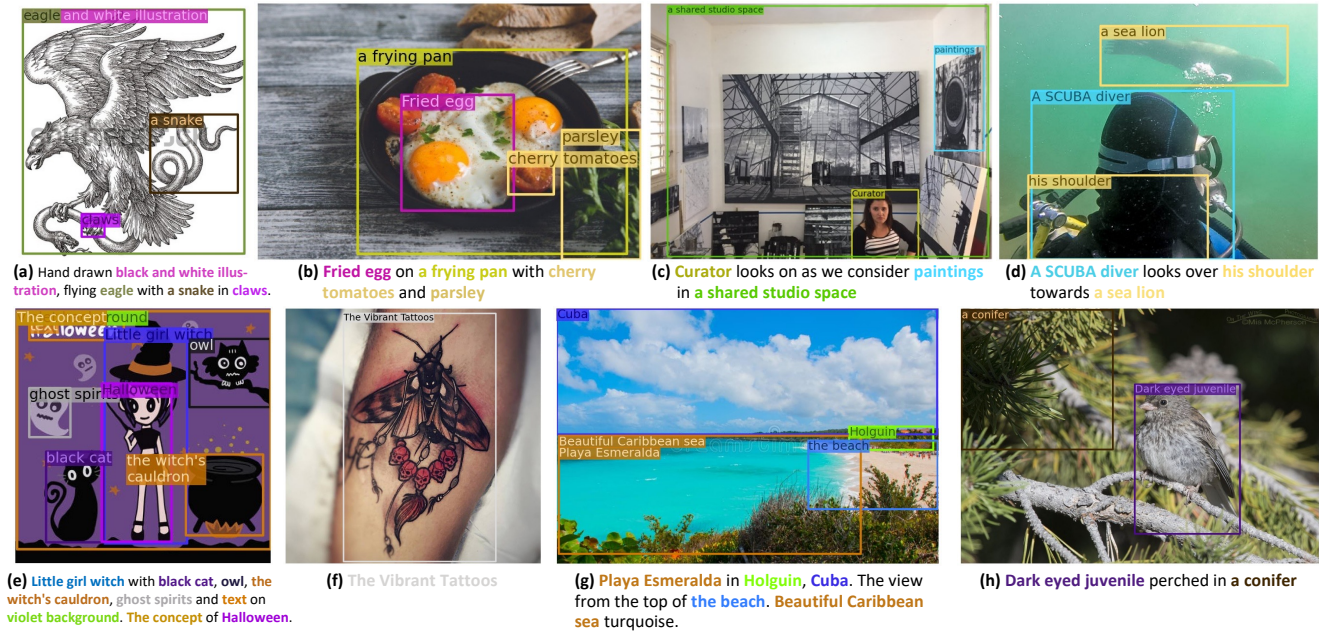 eagle and white illustration
a snake
claws
(a) Hand drawn black and white illus-
tration, flying eagle with a snake in claws.
a frying pan
Fried egg
parsley
cherry tomatoes
(b) Fried egg on a frying pan with cherry
tomatoes and parsley
a shared studio space
paintings
Curator
(c) Curator looks on as we consider paintings
in a shared studio space
a sea lion
A SCUBA diver
his shoulder
(d) A SCUBA diver looks over his shoulder
towards a sea lion
The concept round
Halloween
Little girl witch
owl
ghost spirits
Halloween
black cat
the witch's
cauldron
(e) Little girl witch with black cat, owl, the
witch's cauldron, ghost spirits and text on
violet background. The concept of Halloween.
The Vibrant Tattoos
(f) The Vibrant Tattoos
Cuba
Holguin
Beautiful Caribbean sea
the beach
Playa Esmeralda
(g) Playa Esmeralda in Holguin, Cuba. The view
from the top of the beach. Beautiful Caribbean
sea turquoise.
a conifer
Dark eyed juvenile
(h) Dark eyed juvenile perched in a conifer